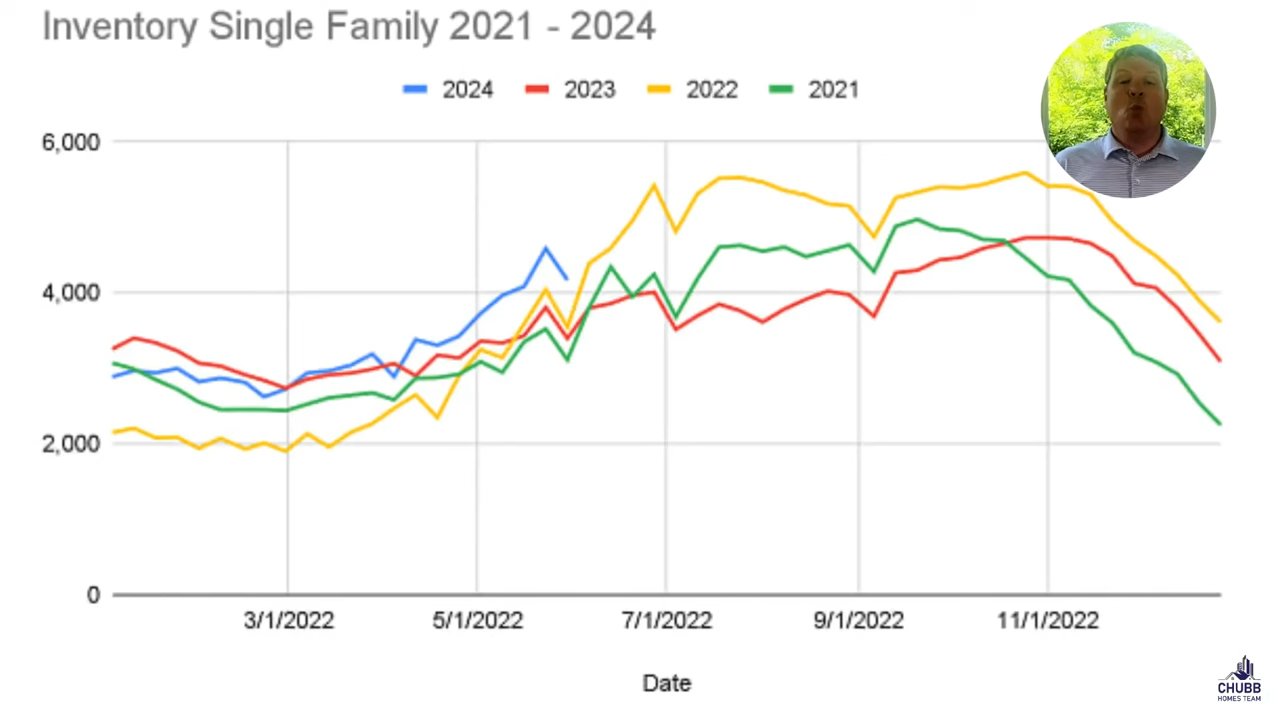 Inventory Single Family 2021 - 2024
2024 2023 2022 2021
6,000
4,000
2,000
0
3/1/2022 5/1/2022 7/1/2022 9/1/2022 11/1/2022
Date
CHUBB
HOMES TEAM